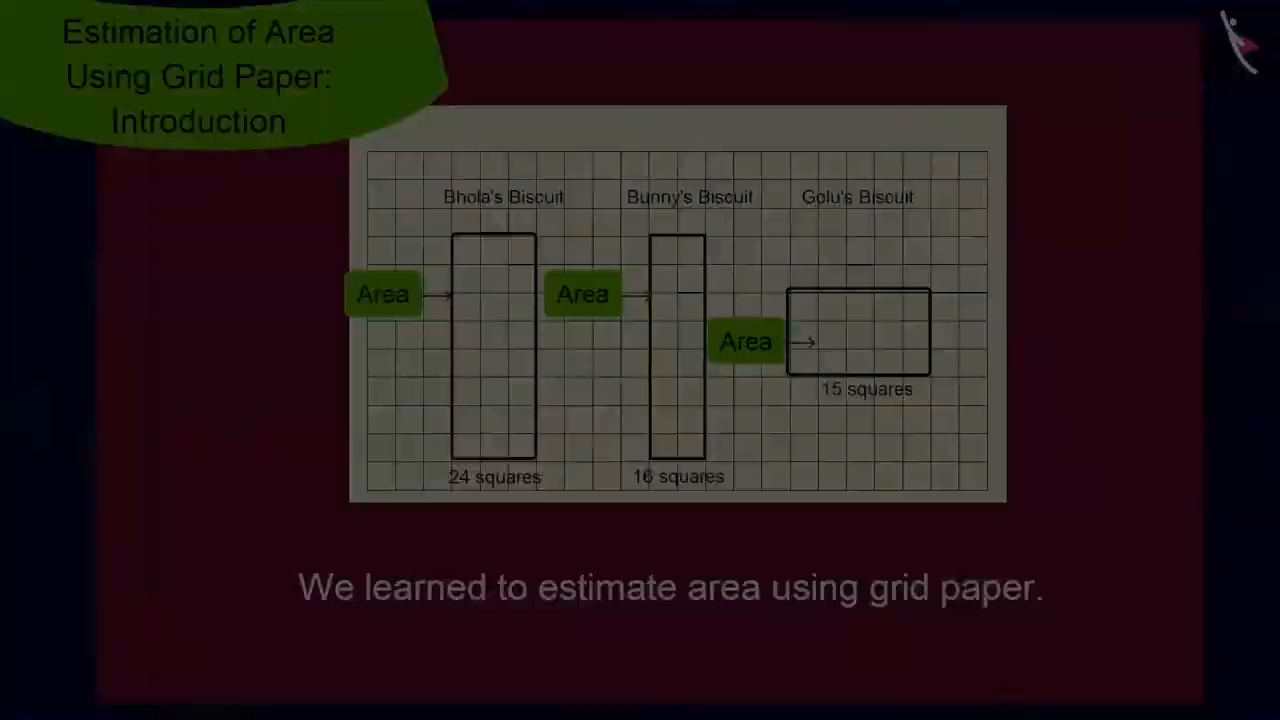 Estimation of Area
Using Grid Paper:
Introduction
Bhola's Biscuit
Bunny's Biscuit
Golu's Biscuit
Area
Area
Area
15 squares
24 squares
16 squares
We learned to estimate area using grid paper.